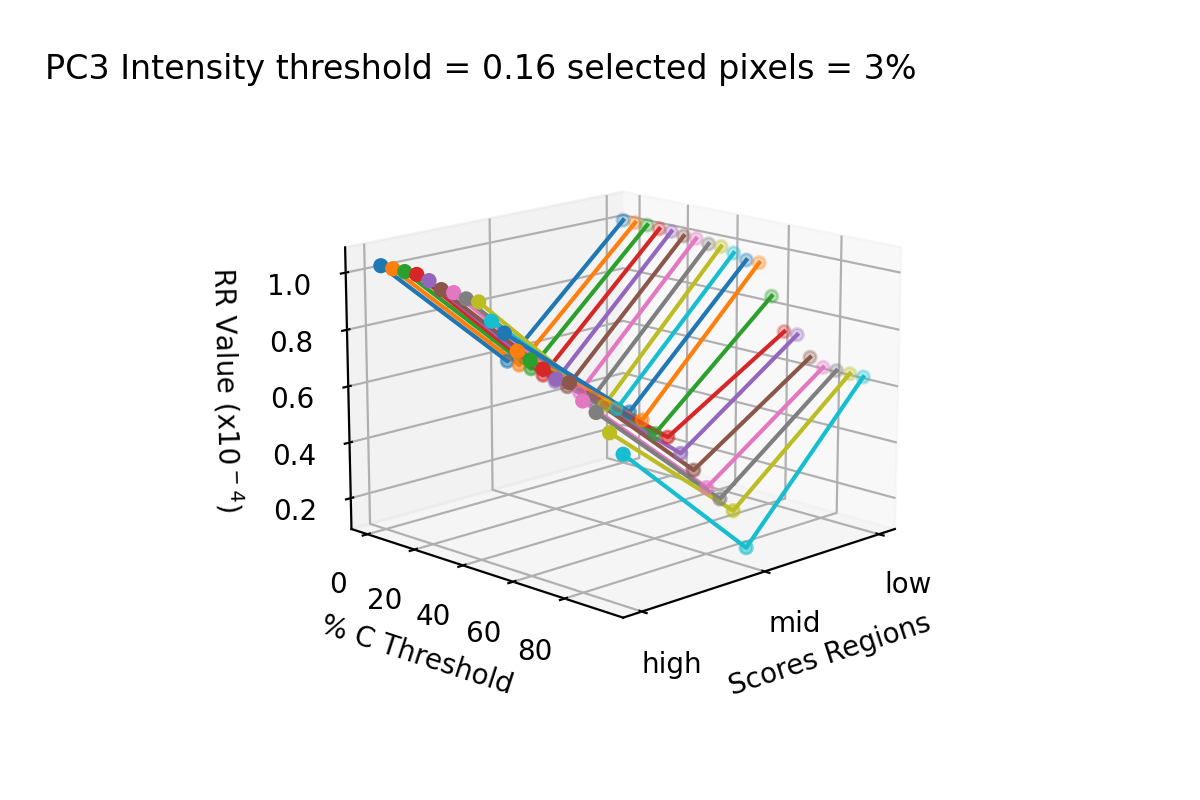 PC3 Intensity threshold = 0.16 selected pixels = 3%
RR Value (x10⁻⁴)
1.0
0.8
0.6
0.4
0.2
0
20
40
60
80
% C Threshold
high
mid
low
Scores Regions